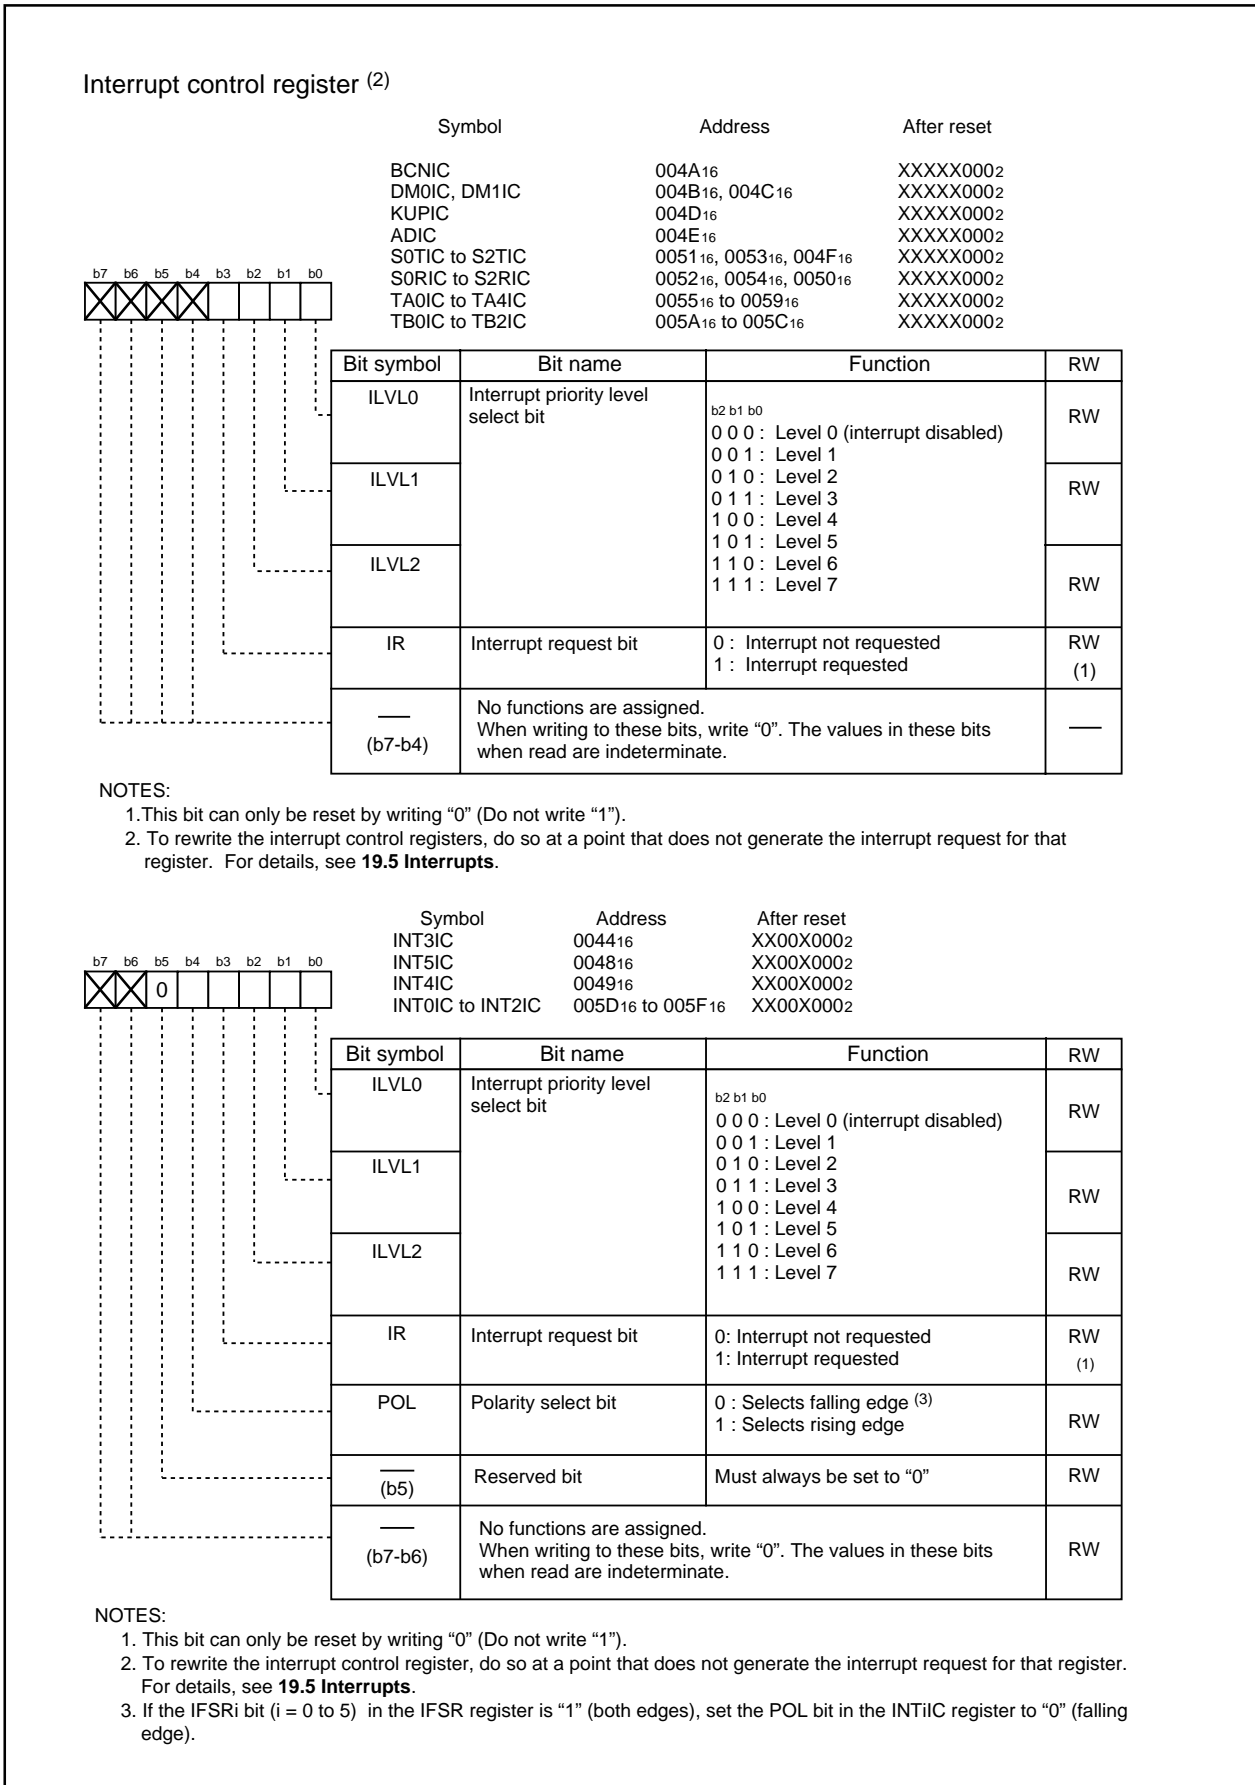 Interrupt control register (2)
Symbol Address After reset
BCNIC 004A16 XXXXX0002
DM0IC, DM1IC 004B16, 004C16 XXXXX0002
KUPIC 004D16 XXXXX0002
ADIC 004E16 XXXXX0002
S0TIC to S2TIC 005116, 005316, 004F16 XXXXX0002
S0RIC to S2RIC 005216, 005416, 005016 XXXXX0002
TA0IC to TA4IC 005516 to 005916 XXXXX0002
TB0IC to TB2IC 005A16 to 005C16 XXXXX0002
b7 b6 b5 b4 b3 b2 b1 b0
Bit symbol Bit name Function RW
ILVL0 Interrupt priority level
select bit
b2 b1 b0
RW
0 0 0 : Level 0 (interrupt disabled)
0 0 1 : Level 1
ILVL1 0 1 0 : Level 2
RW
0 1 1 : Level 3
1 0 0 : Level 4
1 0 1 : Level 5
ILVL2 1 1 0 : Level 6
1 1 1 : Level 7
RW
IR Interrupt request bit 0 : Interrupt not requested RW
1 : Interrupt requested (1)
No functions are assigned.
When writing to these bits, write “0”. The values in these bits
(b7-b4) when read are indeterminate.
NOTES:
1.This bit can only be reset by writing “0” (Do not write “1”).
2. To rewrite the interrupt control registers, do so at a point that does not generate the interrupt request for that
register. For details, see 19.5 Interrupts.
Symbol Address After reset
INT3IC 004416 XX00X0002
INT5IC 004816 XX00X0002
INT4IC 004916 XX00X0002
INT0IC to INT2IC 005D16 to 005F16 XX00X0002
b7 b6 b5 b4 b3 b2 b1 b0
0
Bit symbol Bit name Function RW
ILVL0 Interrupt priority level
select bit
b2 b1 b0
RW
0 0 0 : Level 0 (interrupt disabled)
0 0 1 : Level 1
ILVL1 0 1 0 : Level 2
0 1 1 : Level 3
RW
1 0 0 : Level 4
1 0 1 : Level 5
ILVL2 1 1 0 : Level 6
1 1 1 : Level 7
RW
IR Interrupt request bit 0: Interrupt not requested RW
1: Interrupt requested (1)
POL Polarity select bit 0 : Selects falling edge (3)
1 : Selects rising edge RW
(b5) Reserved bit Must always be set to “0” RW
No functions are assigned.
When writing to these bits, write “0”. The values in these bits RW
(b7-b6) when read are indeterminate.
NOTES:
1. This bit can only be reset by writing “0” (Do not write “1”).
2. To rewrite the interrupt control register, do so at a point that does not generate the interrupt request for that register.
For details, see 19.5 Interrupts.
3. If the IFSRi bit (i = 0 to 5) in the IFSR register is “1” (both edges), set the POL bit in the INTiIC register to “0” (falling
edge).